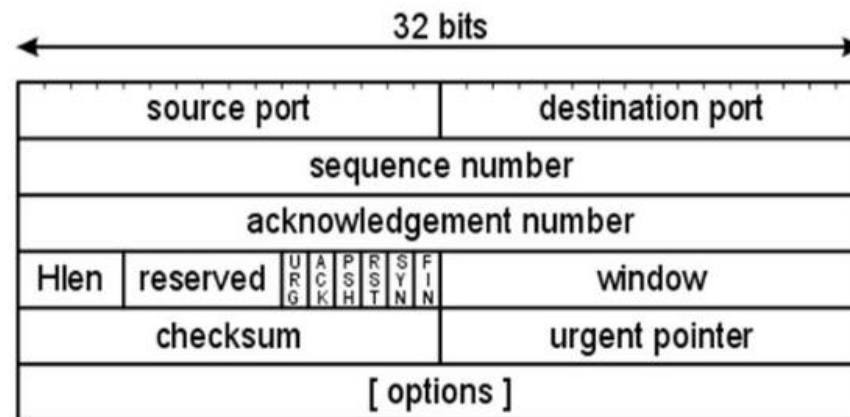 32 bits
source port destination port
sequence number
acknowledgement number
Hlen reserved URG ACK PSH RST SYN FIN window
checksum urgent pointer
[ options ]